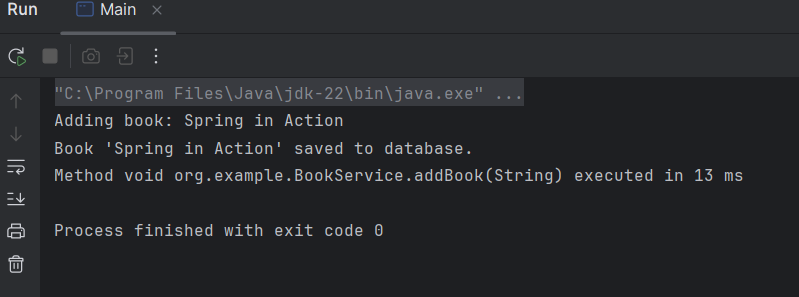 Run Main
"C:\Program Files\Java\jdk-22\bin\java.exe" ...
Adding book: Spring in Action
Book 'Spring in Action' saved to database.
Method void org.example.BookService.addBook(String) executed in 13 ms
Process finished with exit code 0